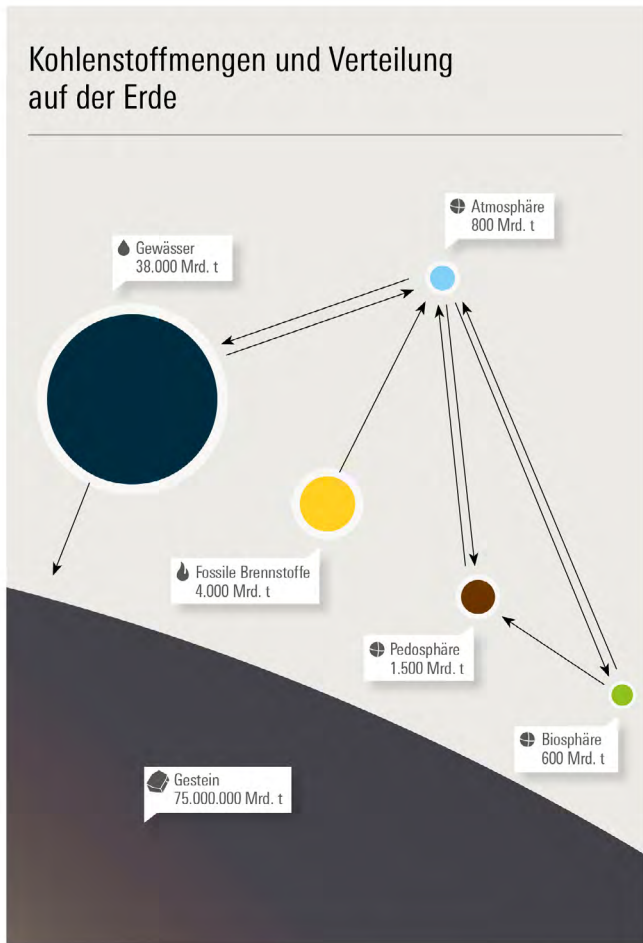 Kohlenstoffmengen und Verteilung
auf der Erde
Atmosphäre
800 Mrd. t
Gewässer
38.000 Mrd. t
Fossile Brennstoffe
4.000 Mrd. t
Pedosphäre
1.500 Mrd. t
Biosphäre
600 Mrd. t
Gestein
75.000.000 Mrd. t